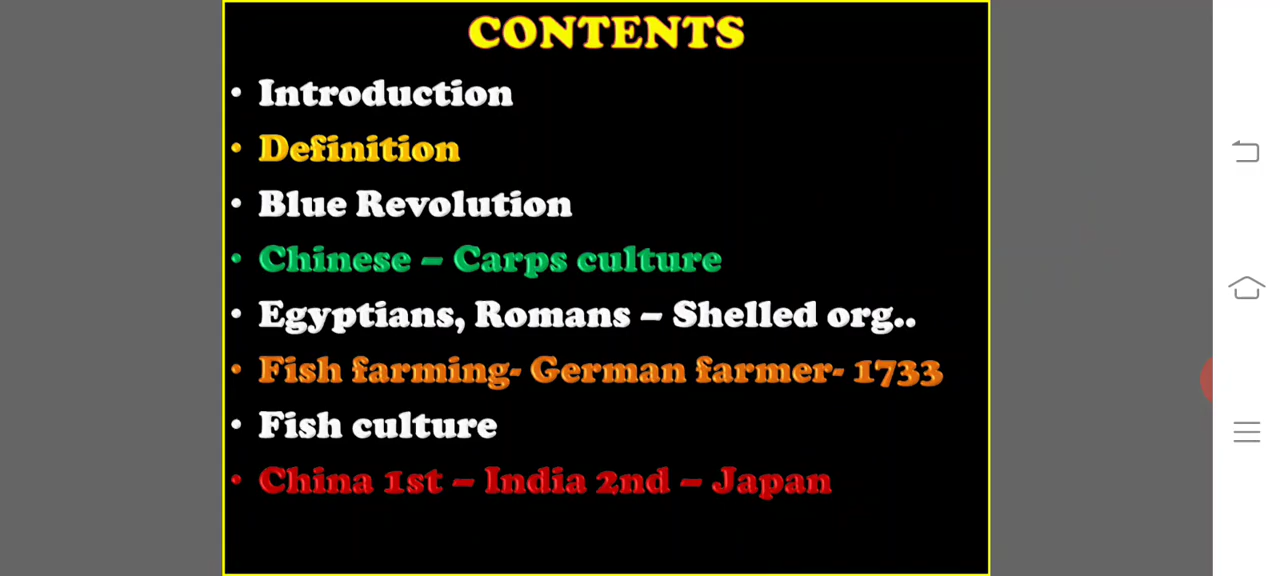 CONTENTS
• Introduction
• Definition
• Blue Revolution
• Chinese – Carps culture
• Egyptians, Romans – Shelled org..
• Fish farming- German farmer- 1733
• Fish culture
• China 1st – India 2nd – Japan